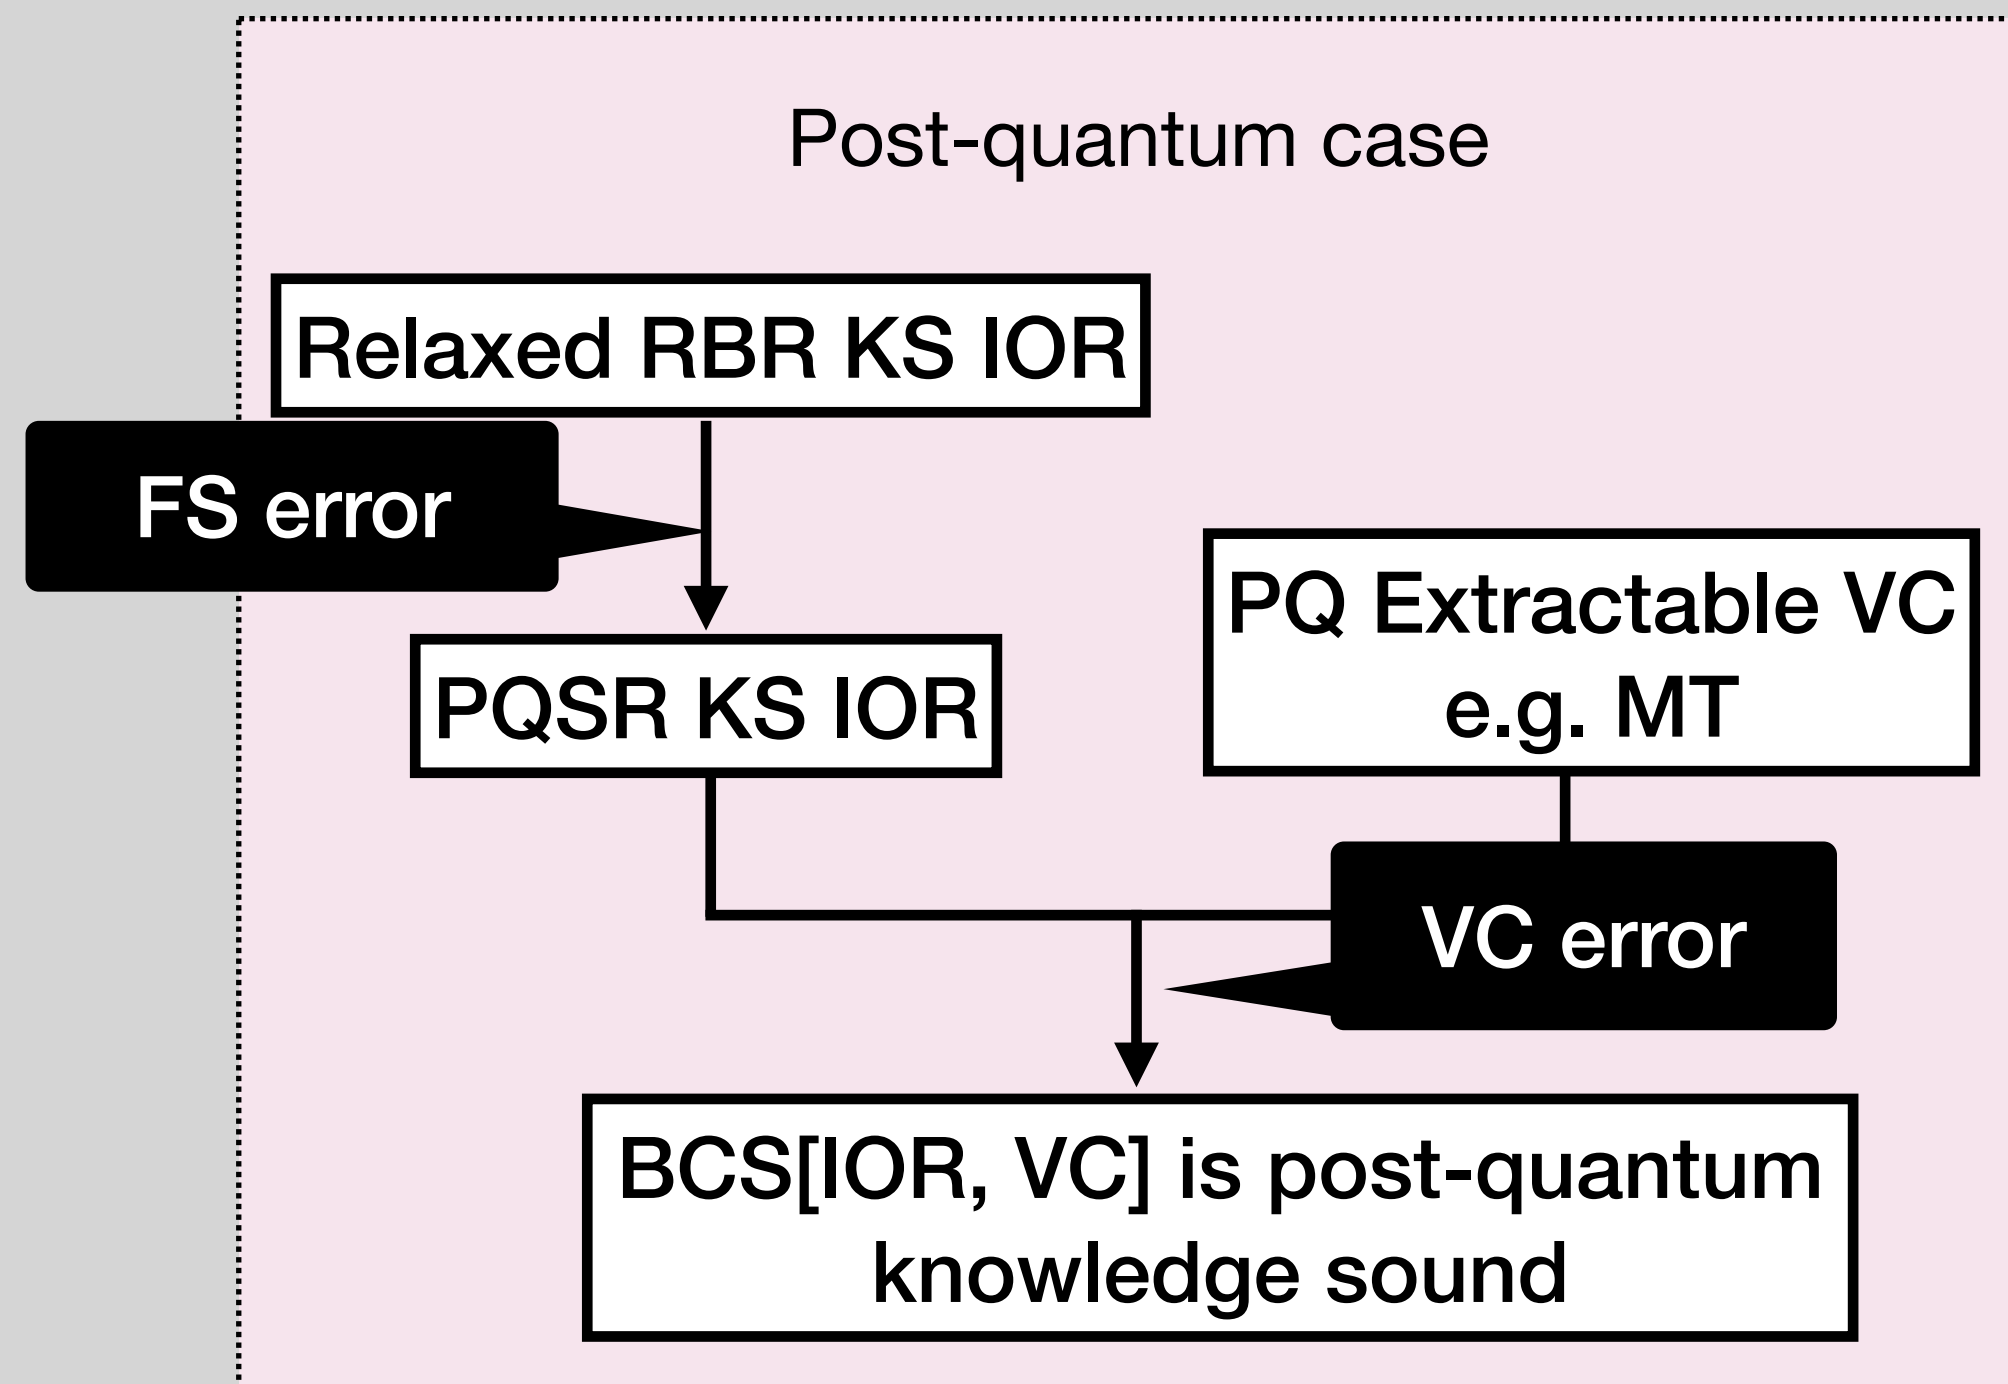 Post-quantum case
Relaxed RBR KS IOR
FS error
PQ Extractable VC
e.g. MT
PQSR KS IOR
VC error
BCS[IOR, VC] is post-quantum
knowledge sound